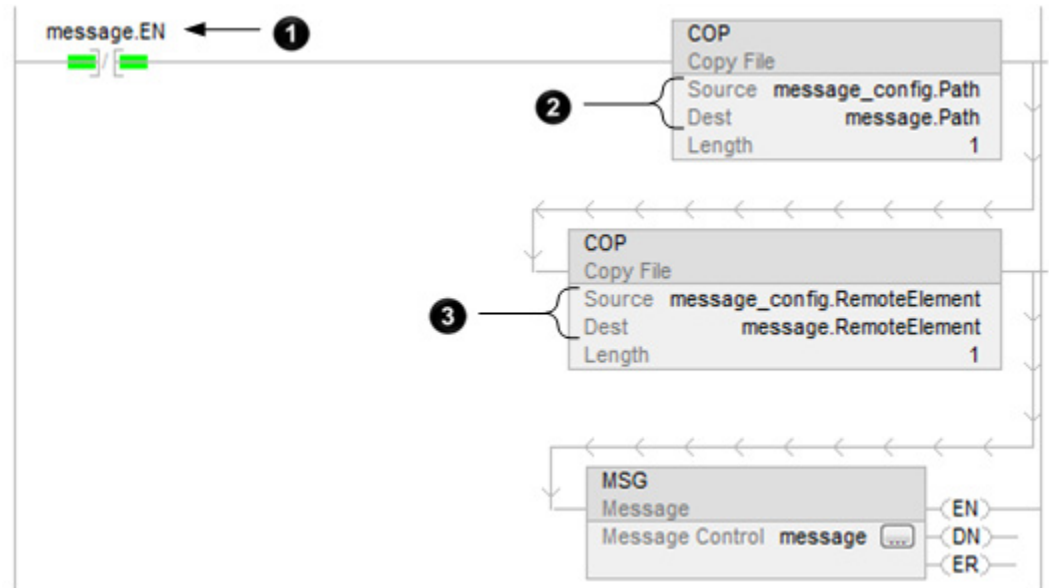 message.EN
1
COP
Copy File
Source message_config.Path
2
Dest message.Path
Length 1
COP
Copy File
Source message_config.RemoteElement
3
Dest message.RemoteElement
Length 1
MSG
Message
EN
Message Control message ...
DN
ER